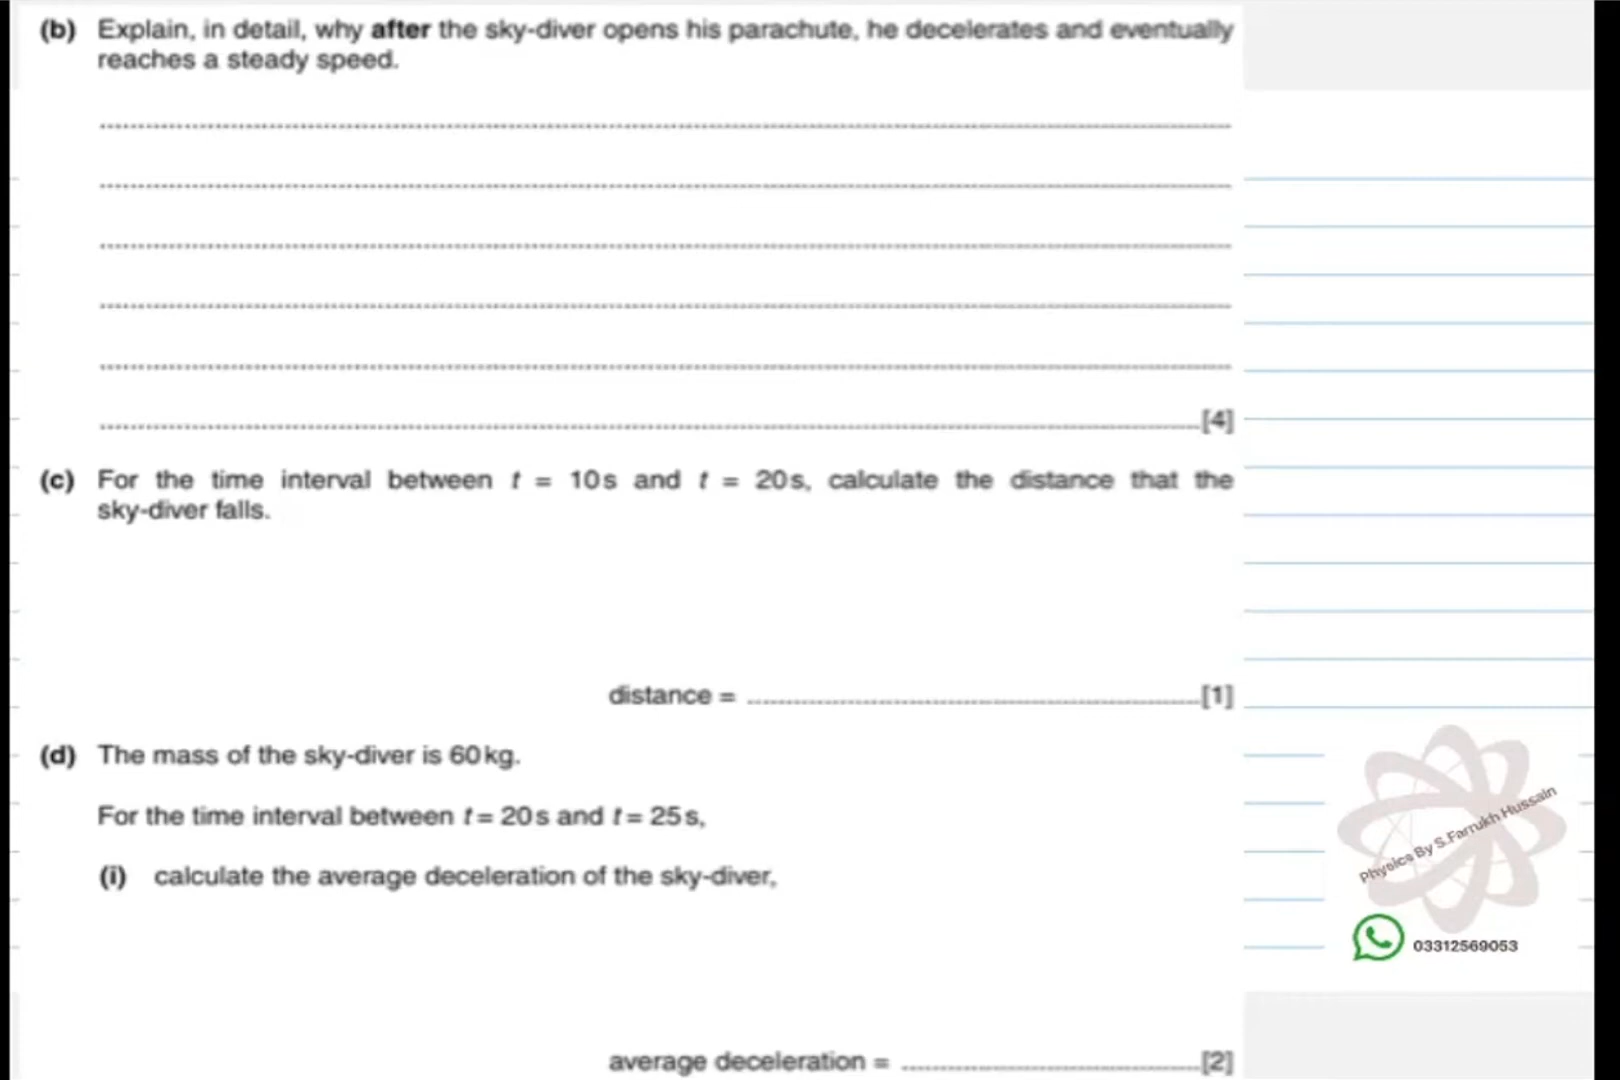 (b) Explain, in detail, why after the sky-diver opens his parachute, he decelerates and eventually
reaches a steady speed.
[4]
(c) For the time interval between t = 10 s and t = 20 s, calculate the distance that the
sky-diver falls.
distance = [1]
(d) The mass of the sky-diver is 60 kg.
For the time interval between t = 20 s and t = 25 s,
(i) calculate the average deceleration of the sky-diver,
Physics By S.Farrukh Hussain
03312569053
average deceleration = [2]